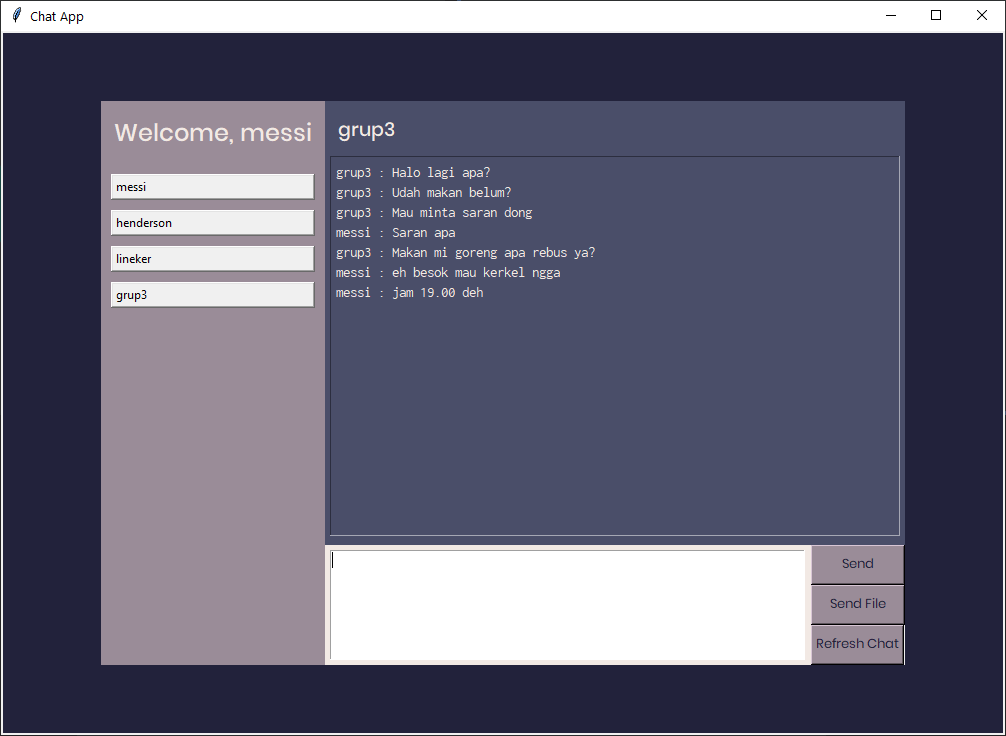 Chat App
Welcome, messi
messi
henderson
lineker
grup3
grup3
grup3 : Halo lagi apa?
grup3 : Udah makan belum?
grup3 : Mau minta saran dong
messi : Saran apa
grup3 : Makan mi goreng apa rebus ya?
messi : eh besok mau kerkel ngga
messi : jam 19.00 deh
Send
Send File
Refresh Chat